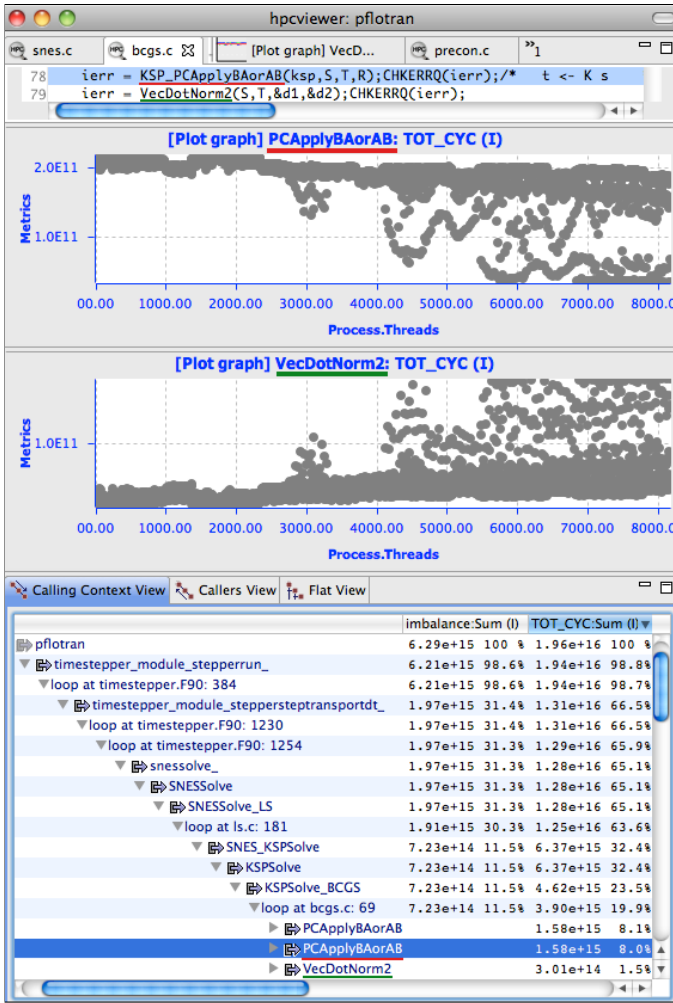 hpcviewer: pflotran
snes.c bcgs.c [Plot graph] VecD... precon.c »1
78 ierr = KSP_PCApplyBAorAB(ksp,S,T,R);CHKERRQ(ierr);/* t <- K s
79 ierr = VecDotNorm2(S,T,&d1,&d2);CHKERRQ(ierr);
[Plot graph] PCApplyBAorAB: TOT_CYC (I)
2.0E11
Metrics
1.0E11
00.00 1000.00 2000.00 3000.00 4000.00 5000.00 6000.00 7000.00 8000.0
Process.Threads
[Plot graph] VecDotNorm2: TOT_CYC (I)
Metrics
1.0E11
00.00 1000.00 2000.00 3000.00 4000.00 5000.00 6000.00 7000.00 8000.0
Process.Threads
Calling Context View Callers View Flat View
imbalance:Sum (I) TOT_CYC:Sum (I)
pflotran 6.29e+15 100 % 1.96e+16 100 %
timestepper_module_stepperrun_ 6.21e+15 98.6% 1.94e+16 98.8%
loop at timestepper.F90: 384 6.21e+15 98.6% 1.94e+16 98.7%
timestepper_module_steppersteptransportdt_ 1.97e+15 31.4% 1.31e+16 66.5%
loop at timestepper.F90: 1230 1.97e+15 31.4% 1.31e+16 66.5%
loop at timestepper.F90: 1254 1.97e+15 31.3% 1.29e+16 65.9%
snessolve_ 1.97e+15 31.3% 1.28e+16 65.1%
SNESSolve 1.97e+15 31.3% 1.28e+16 65.1%
SNESSolve_LS 1.97e+15 31.3% 1.28e+16 65.1%
loop at ls.c: 181 1.91e+15 30.3% 1.25e+16 63.6%
SNES_KSPSolve 7.23e+14 11.5% 6.37e+15 32.4%
KSPSolve 7.23e+14 11.5% 6.37e+15 32.4%
KSPSolve_BCGS 7.23e+14 11.5% 4.62e+15 23.5%
loop at bcgs.c: 69 7.23e+14 11.5% 3.90e+15 19.9%
PCApplyBAorAB 1.58e+15 8.1%
PCApplyBAorAB 1.58e+15 8.0%
VecDotNorm2 3.01e+14 1.5%